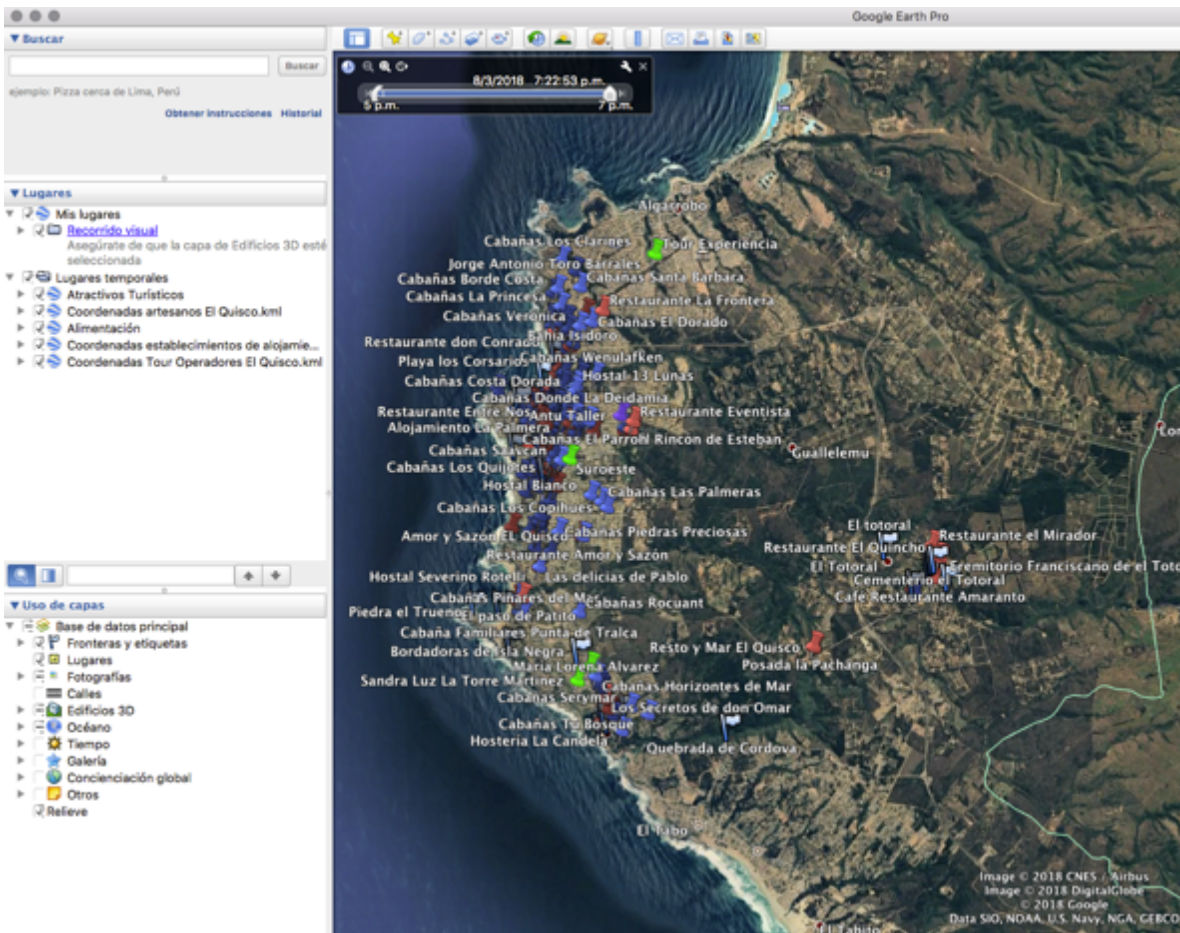 Google Earth Pro
▼ Buscar
Buscar
ejemplo: Pizza cerca de Lima, Perú
Obtener instrucciones Historial
▼ Lugares
Mis lugares
Recorrido visual
Asegúrate de que la capa de Edificios 3D esté
seleccionada
Lugares temporales
Atractivos Turísticos
Coordenadas artesanos El Quisco.kml
Alimentación
Coordenadas establecimientos de alojamie...
Coordenadas Tour Operadores El Quisco.kml
▼ Uso de capas
Base de datos principal
Fronteras y etiquetas
Lugares
Fotografías
Calles
Edificios 3D
Océano
Tiempo
Galería
Concienciación global
Otros
Relieve
8/3/2018 7:22:53 p.m.
5 p.m. 7 p.m.
Algarrobo
Cabañas Los Clarines
Tour Experiencia
Jorge Antonio Toro Barrales
Cabañas Borde Costa
Cabañas Santa Barbara
Cabañas La Princesa
Restaurante La Frontera
Cabañas Veronica
Cabañas El Dorado
Bahia Isidoro
Restaurante don Conrado
Playa los Corsarios
Cabañas Wenulafken
Cabañas Costa Dorada
Hostal 13 Lunas
Cabañas Donde La Deidamia
Restaurante Entre Nos
Antu Taller
Restaurante Eventista
Alojamiento La Palmera
Cabañas El Parron
Rincon de Esteban
Guallelemu
Cabañas
Cabañas Los Quijotes
Suroeste
Hostal Bianco
Cabañas Las Palmeras
Cabañas Los Copihues
Amor y Sazón EL Quisco
Cabañas Piedras Preciosas
Restaurante Amor y Sazón
El totoral
Restaurante el Mirador
Restaurante El Quincho
El Totoral
Eremitorio Franciscano de el Toto
Cementerio el Totoral
Café Restaurante Amaranto
Hostal Severino Rotelli
Las delicias de Pablo
Cabañas Pinares del Mar
Cabañas Rocuant
Piedra el Trueno
El paso de Patito
Cabaña Familiares Punta de Tralca
Bordadoras de Isla Negra
Resto y Mar El Quisco
Maria Lorena Alvarez
Posada la Pachanga
Sandra Luz La Torre Martinez
Cabañas Horizontes de Mar
Cabañas Serymar
Los Secretos de don Omar
Cabañas Tu Bosque
Hosteria La Candela
Quebrada de Cordova
El Tabo
Image © 2018 CNES / Airbus
Image © 2018 DigitalGlobe
© 2018 Google
Data SIO, NOAA, U.S. Navy, NGA, GEBCO
El Tabito